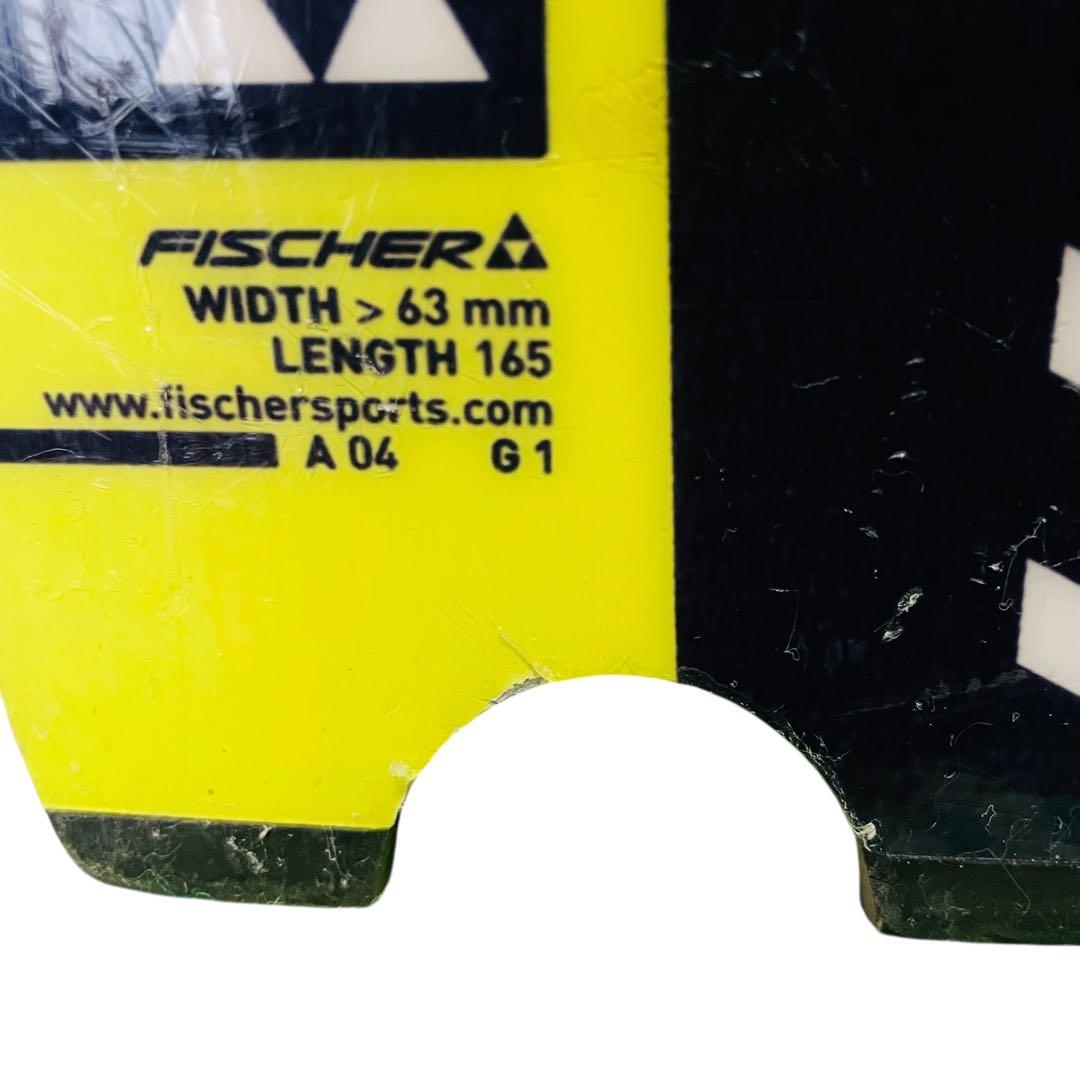 FISCHER
WIDTH > 63 mm
LENGTH 165
www.fischersports.com
A 04 G 1